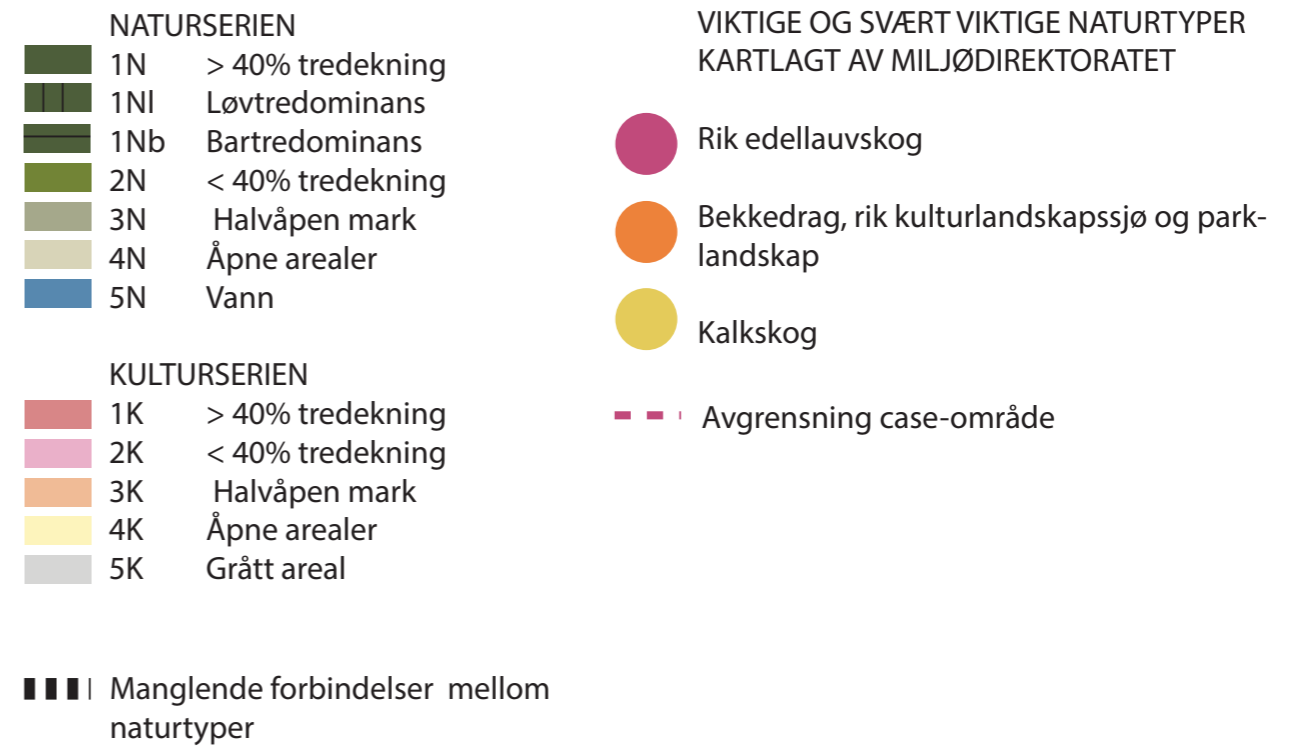 NATURSERIEN
1N > 40% tredekning
1Nl Løvtredominans
1Nb Bartredominans
2N < 40% tredekning
3N Halvåpen mark
4N Åpne arealer
5N Vann
KULTURSERIEN
1K > 40% tredekning
2K < 40% tredekning
3K Halvåpen mark
4K Åpne arealer
5K Grått areal
Manglende forbindelser mellom
naturtyper
VIKTIGE OG SVÆRT VIKTIGE NATURTYPER
KARTLAGT AV MILJØDIREKTORATET
Rik edellauvskog
Bekkedrag, rik kulturlandskapssjø og park-
landskap
Kalkskog
Avgrensning case-område